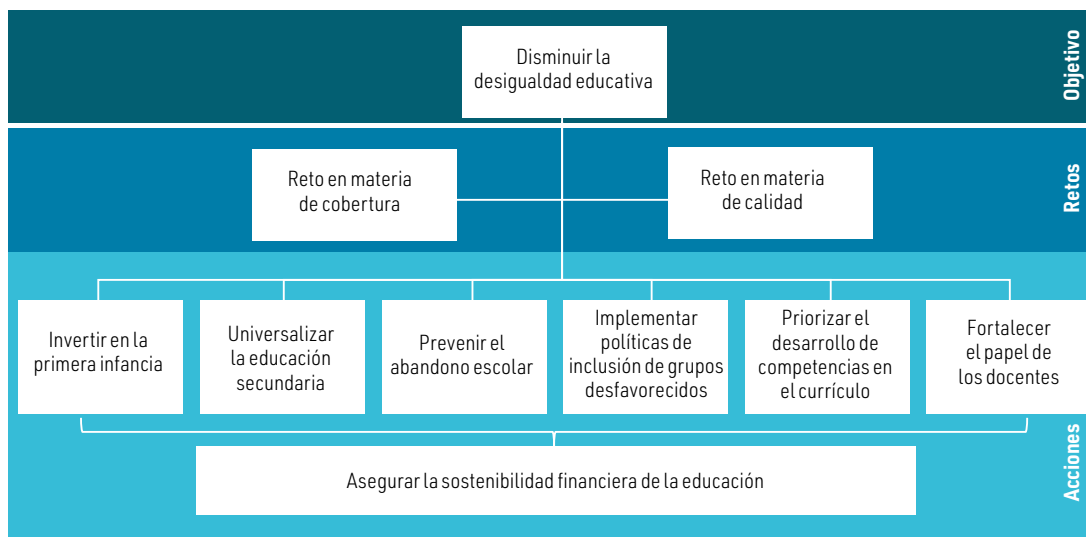 Disminuir la
desigualdad educativa
Objetivo
Reto en materia
de cobertura
Reto en materia
de calidad
Retos
Invertir en la
primera infancia
Universalizar
la educación
secundaria
Prevenir el
abandono escolar
Implementar
políticas de
inclusión de grupos
desfavorecidos
Priorizar el
desarrollo de
competencias en
el currículo
Fortalecer
el papel de
los docentes
Asegurar la sostenibilidad financiera de la educación
Acciones